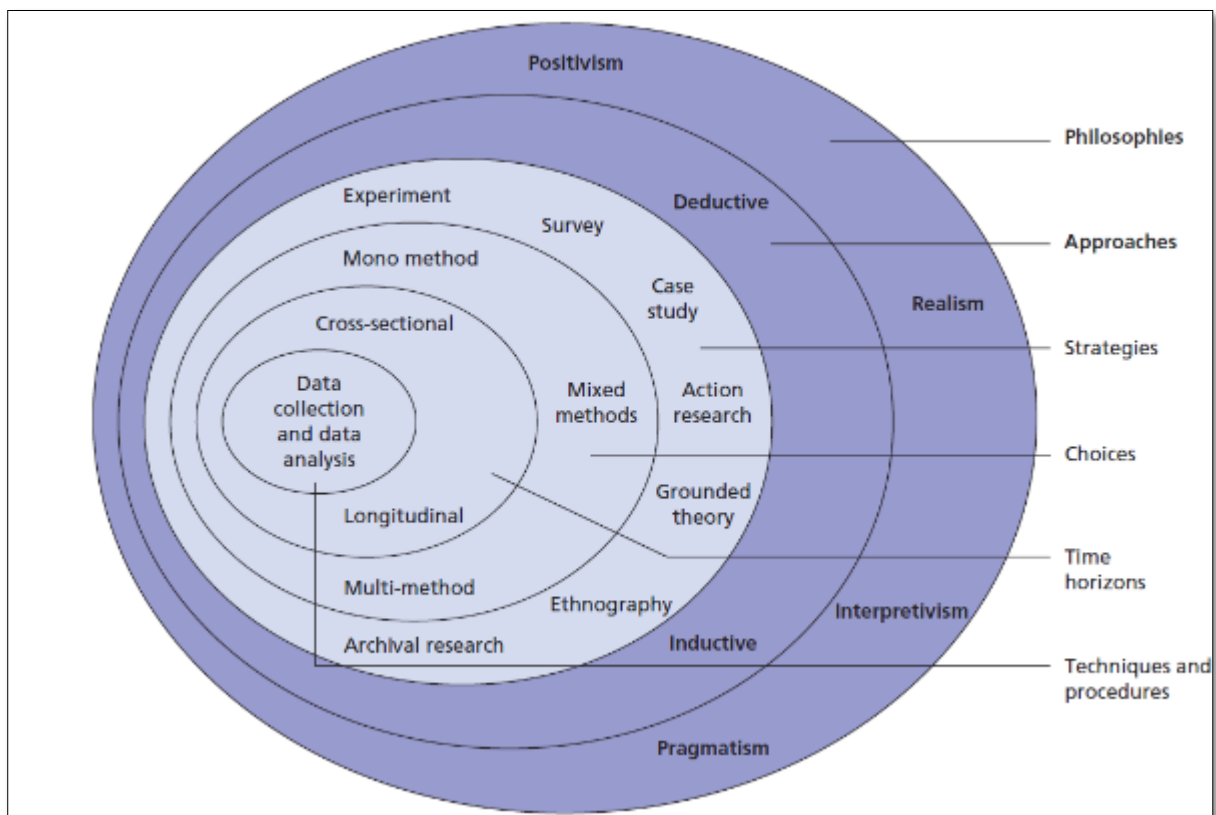 Positivism
Philosophies
Experiment
Deductive
Survey
Approaches
Mono method
Case
study
Realism
Cross-sectional
Strategies
Data
collection
and data
analysis
Mixed
methods
Action
research
Choices
Grounded
theory
Longitudinal
Time
horizons
Multi-method
Ethnography
Interpretivism
Archival research
Inductive
Techniques and
procedures
Pragmatism